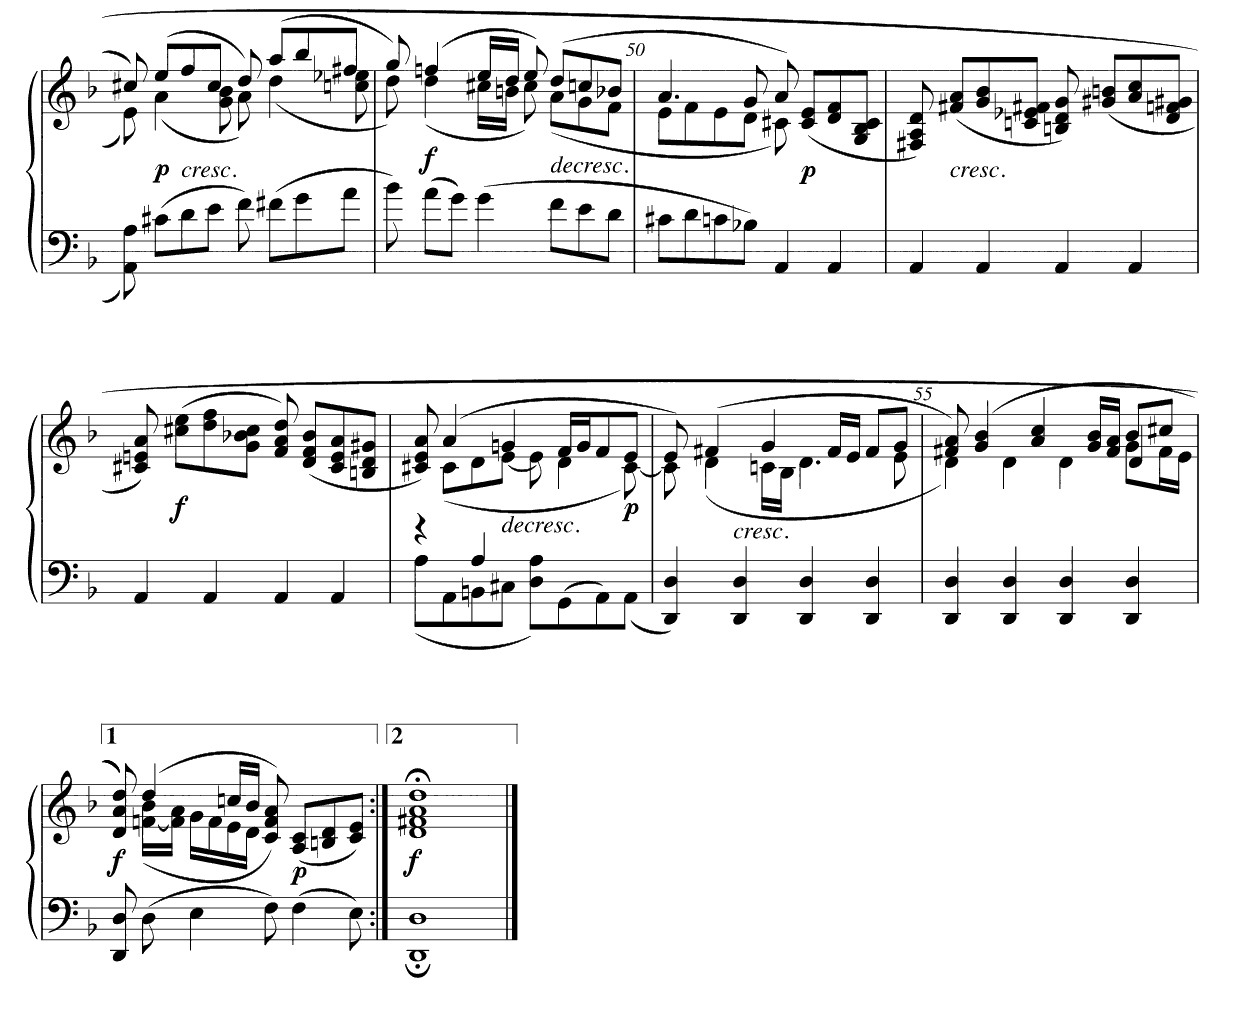 50
p cresc. f decresc. p cresc.
55
f decresc. p cresc.
1 2
f p f